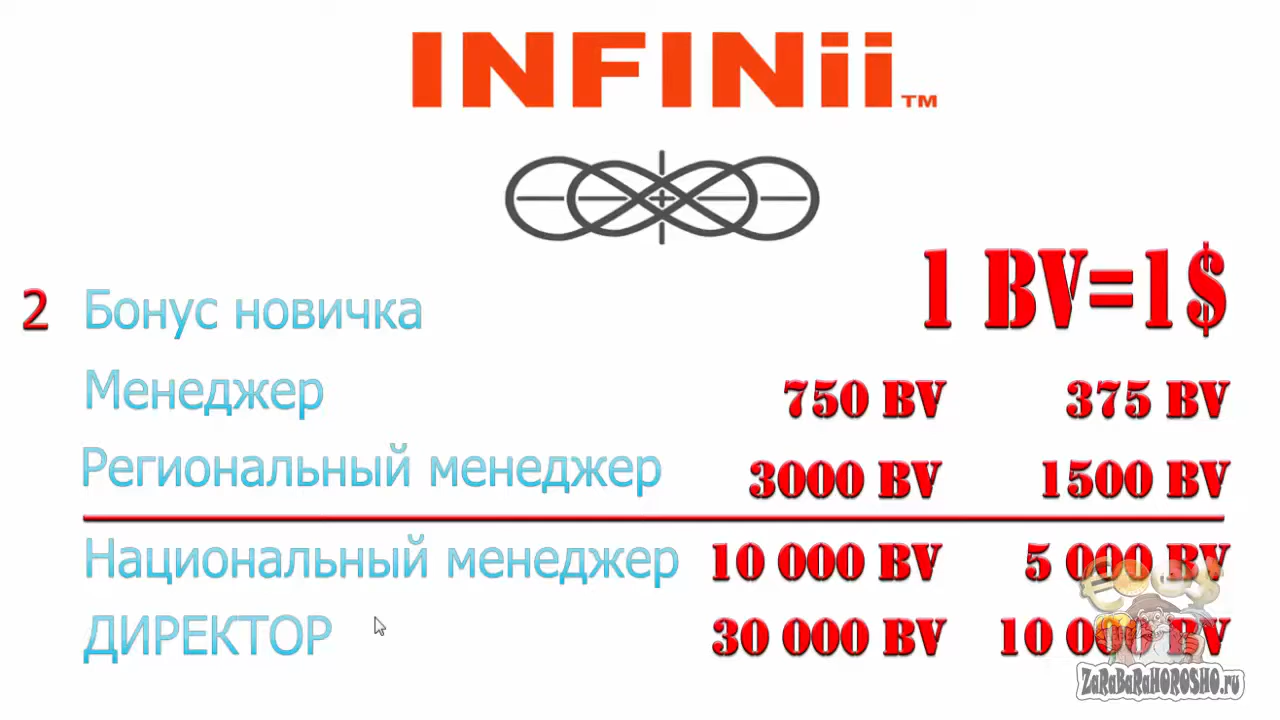 INFINii™
1 BV=1$
2 Бонус новичка
Менеджер 750 BV 375 BV
Региональный менеджер 3000 BV 1500 BV
Национальный менеджер 10 000 BV 5 000 BV
ДИРЕКТОР 30 000 BV 10 000 BV
ZaRaBaRaHOROSHO.ru